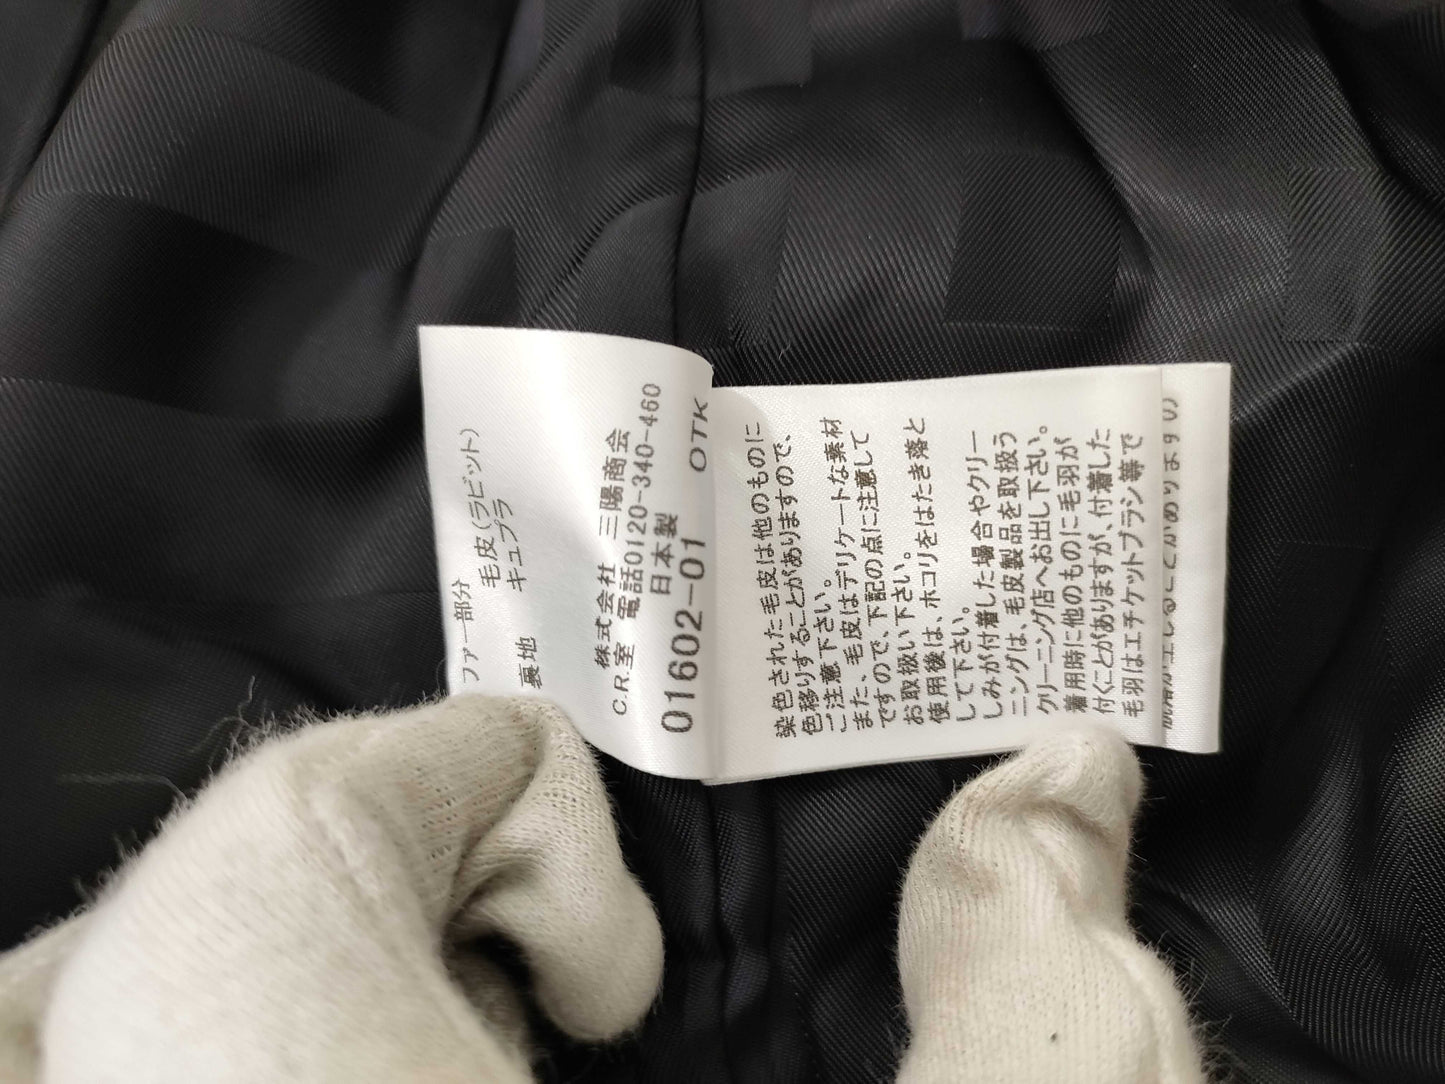 ファー部分
毛皮(ラビット)
裏他 キュプラ
株式会社 三陽商会
C.R.室 電話0120-340-460
日本製
01602-01 OTK
染色された毛皮は他のものに
色移りすることがありますので、
ご注意下さい。
また、毛皮はデリケートな素材
ですので、下記の点に注意して
お取扱い下さい。
使用後は、ホコリをはたき落と
して下さい。
しみが付着した場合やクリー
ニングは、毛皮製品を取扱う
クリーニング店へお出し下さい。
着用時に他のものに毛羽が
付くことがありますが、付着した
毛羽はエチケットブラシ等で